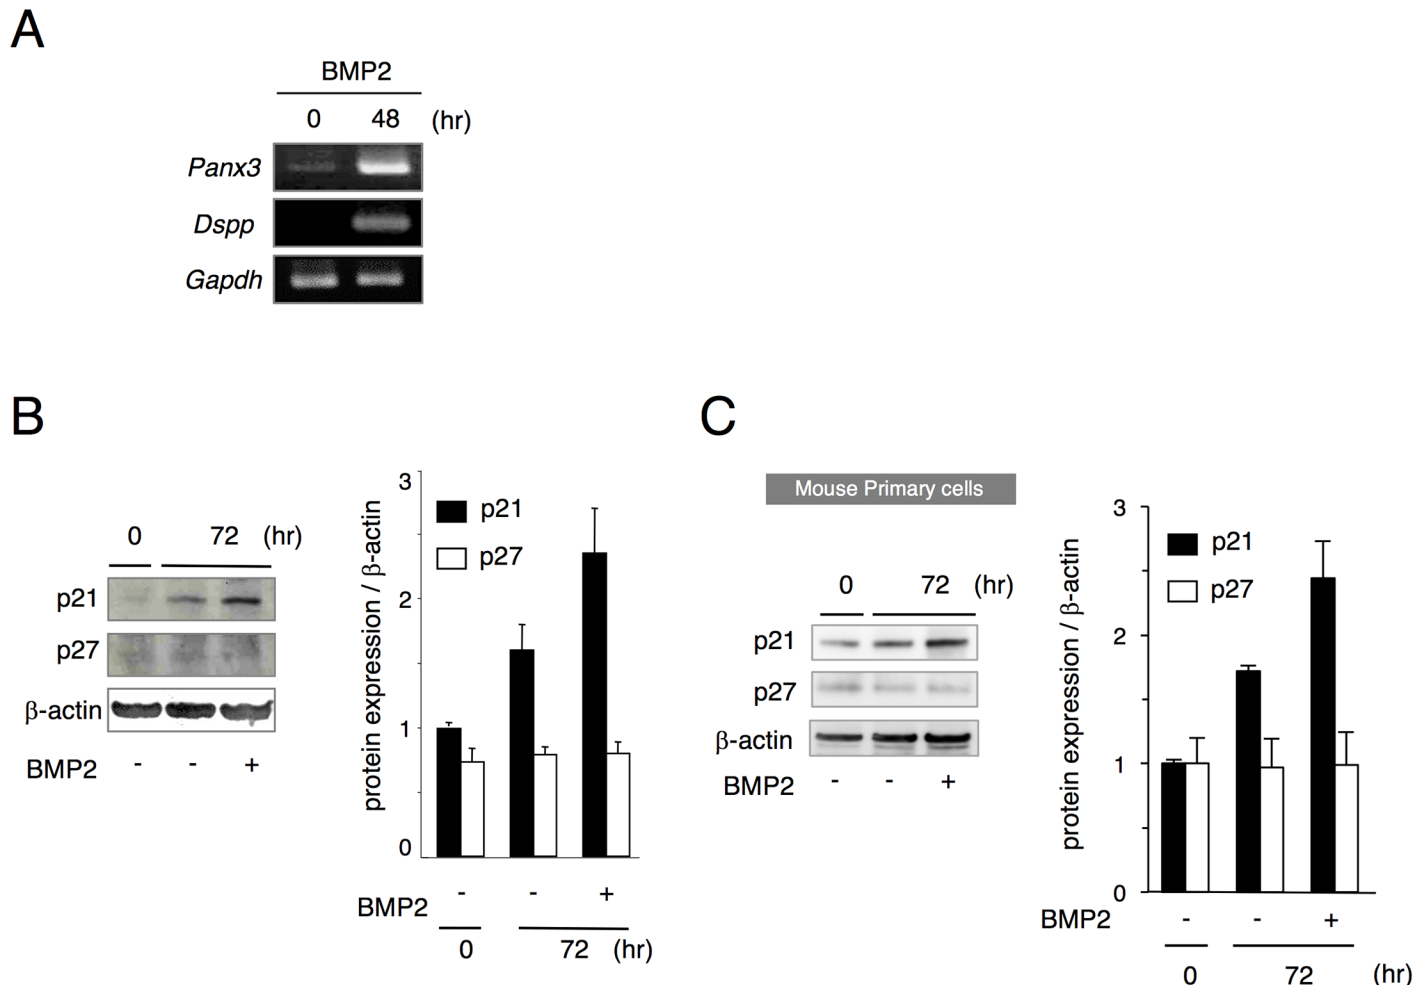 A
BMP2
0 48 (hr)
Panx3
Dspp
Gapdh
B
0 72 (hr)
p21
p27
β-actin
BMP2 - - +
protein expression / β-actin
3
2
1
0
p21
p27
BMP2 - - +
0 72 (hr)
C
Mouse Primary cells
0 72 (hr)
p21
p27
β-actin
BMP2 - - +
protein expression / β-actin
3
2
1
0
p21
p27
BMP2 - - +
0 72 (hr)